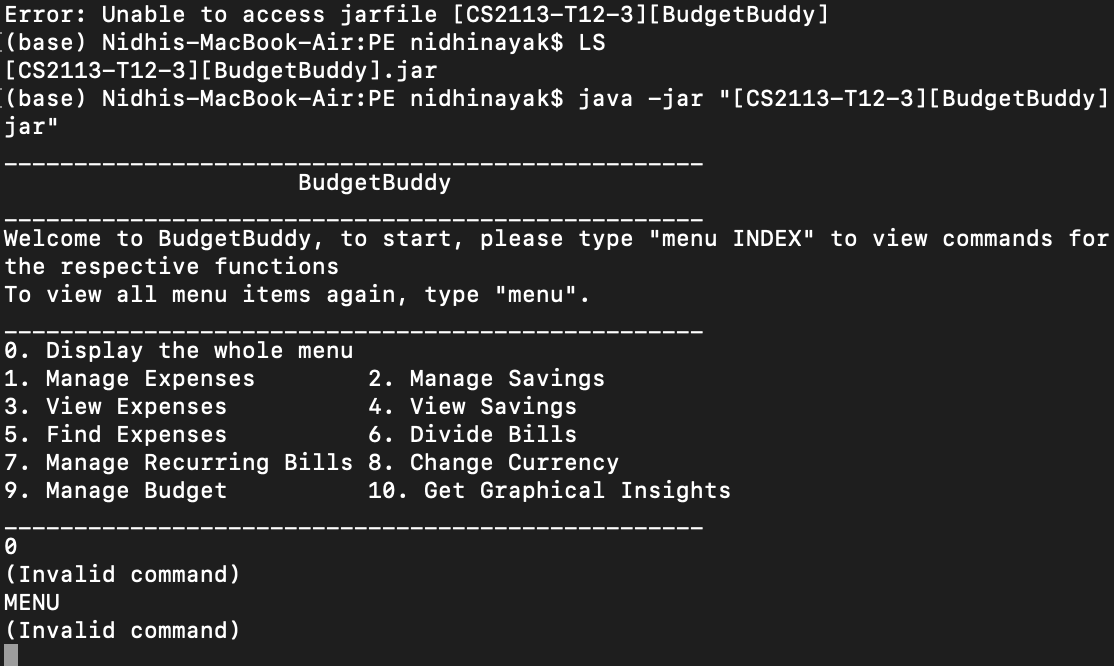 Error: Unable to access jarfile [CS2113-T12-3][BudgetBuddy]
(base) Nidhis-MacBook-Air:PE nidhinayak$ LS
[CS2113-T12-3][BudgetBuddy].jar
(base) Nidhis-MacBook-Air:PE nidhinayak$ java -jar "[CS2113-T12-3][BudgetBuddy]
jar"
__________________________________________________
BudgetBuddy
__________________________________________________
Welcome to BudgetBuddy, to start, please type "menu INDEX" to view commands for
the respective functions
To view all menu items again, type "menu".
__________________________________________________
0. Display the whole menu
1. Manage Expenses 2. Manage Savings
3. View Expenses 4. View Savings
5. Find Expenses 6. Divide Bills
7. Manage Recurring Bills 8. Change Currency
9. Manage Budget 10. Get Graphical Insights
__________________________________________________
0
(Invalid command)
MENU
(Invalid command)